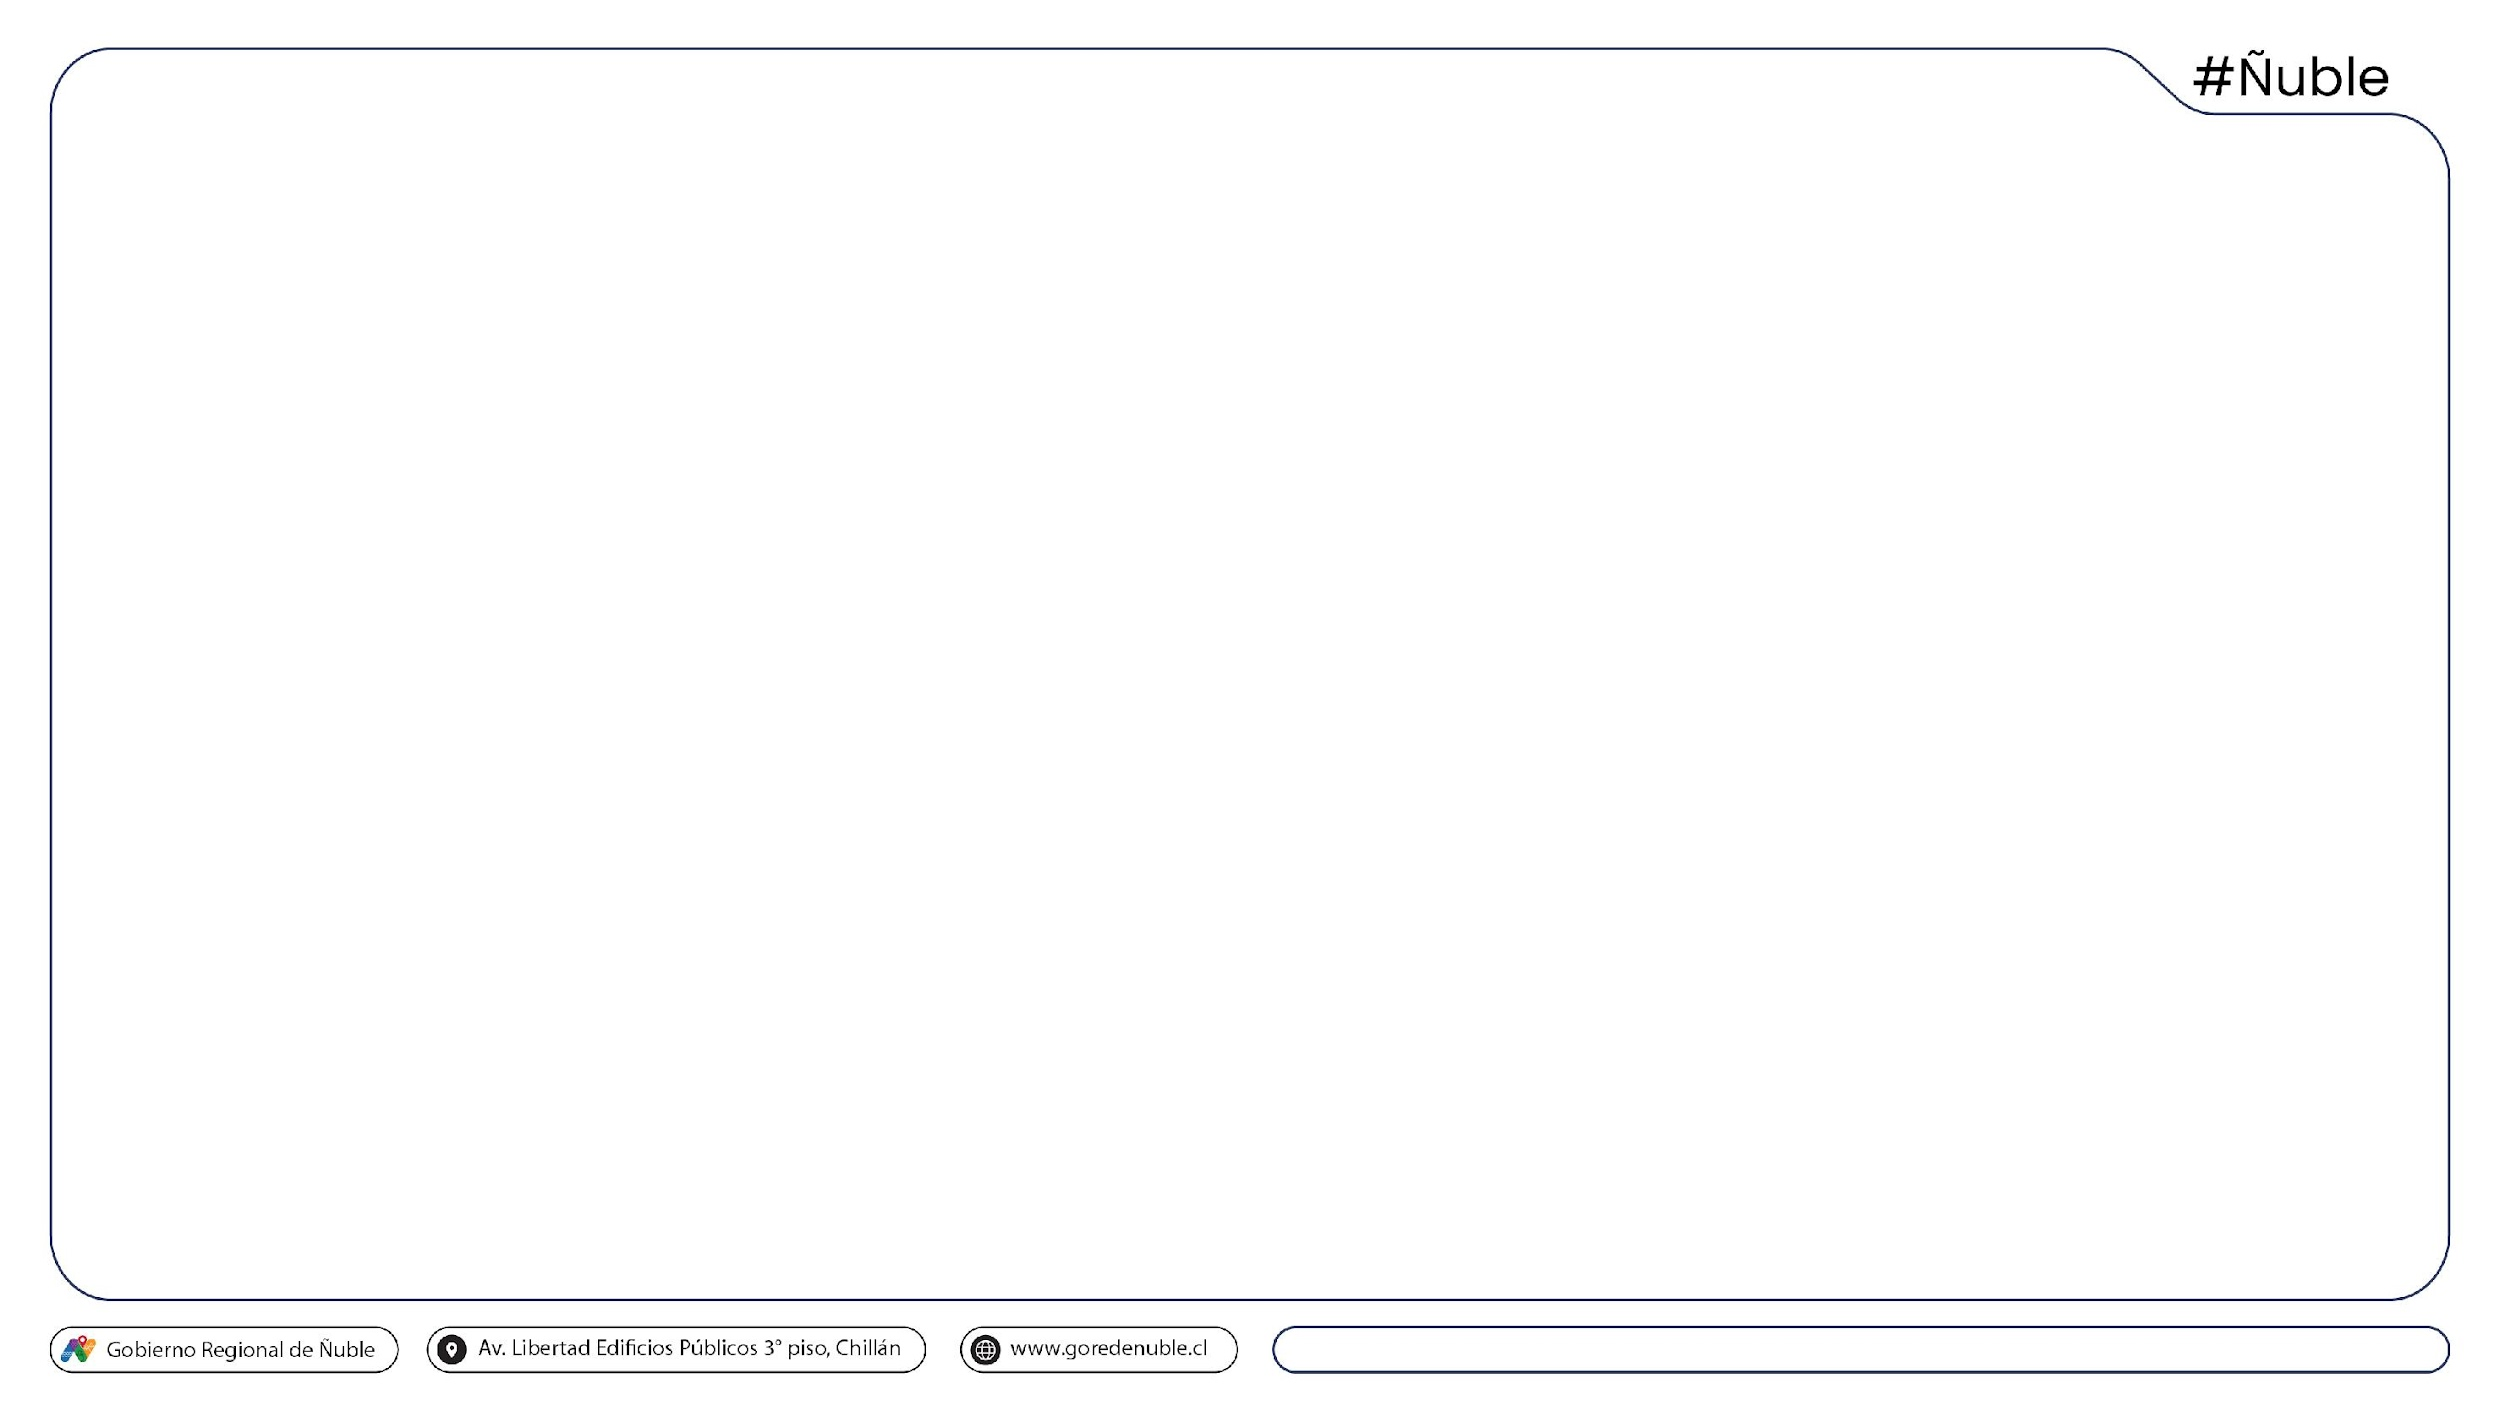 #Ñuble
Gobierno Regional de Ñuble
Av. Libertad Edificios Públicos 3° piso, Chillán
www.goredenuble.cl